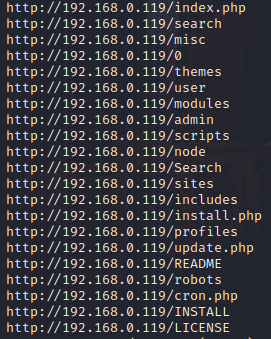 http://192.168.0.119/index.php
http://192.168.0.119/search
http://192.168.0.119/misc
http://192.168.0.119/0
http://192.168.0.119/themes
http://192.168.0.119/user
http://192.168.0.119/modules
http://192.168.0.119/admin
http://192.168.0.119/scripts
http://192.168.0.119/node
http://192.168.0.119/Search
http://192.168.0.119/sites
http://192.168.0.119/includes
http://192.168.0.119/install.php
http://192.168.0.119/profiles
http://192.168.0.119/update.php
http://192.168.0.119/README
http://192.168.0.119/robots
http://192.168.0.119/cron.php
http://192.168.0.119/INSTALL
http://192.168.0.119/LICENSE